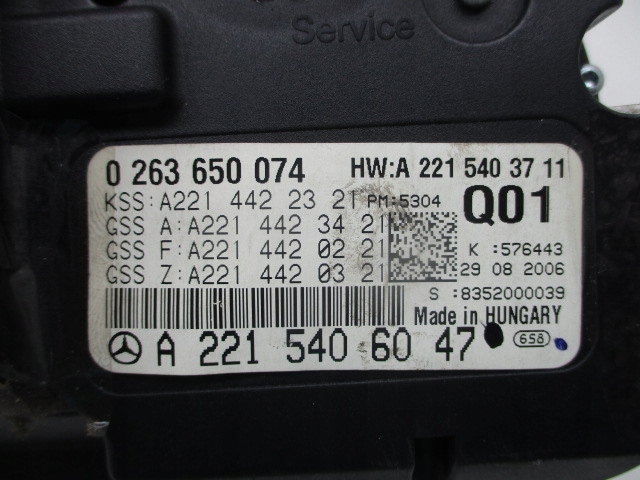 Service
0 263 650 074 HW:A 221 540 37 11
KSS:A221 442 23 21 PM:5304 Q01
GSS A:A221 442 34 21
GSS F:A221 442 02 21 K :576443
GSS Z:A221 442 03 21 29 08 2006
S :8352000039
Made in HUNGARY
A 221 540 60 47 658